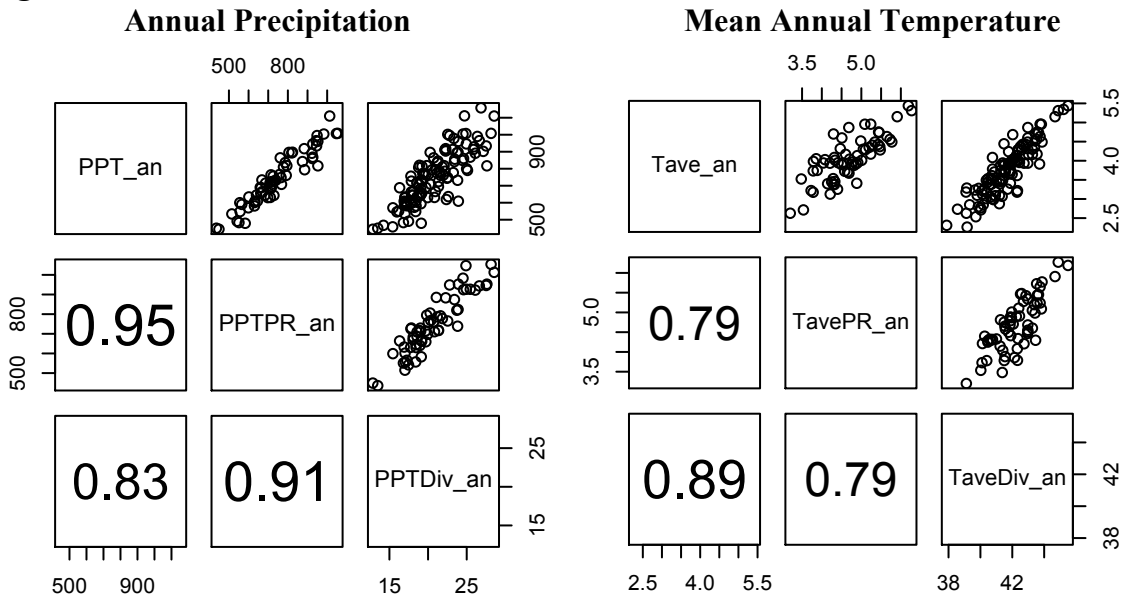 Annual Precipitation
500 800
PPT_an
500 900
500 800
0.95
PPTPR_an
0.83
0.91
PPTDiv_an
15 25
500 900
15 25
Mean Annual Temperature
3.5 5.0
Tave_an
2.5 4.0 5.5
3.5 5.0
0.79
TavePR_an
0.89
0.79
TaveDiv_an
38 42
2.5 4.0 5.5
38 42